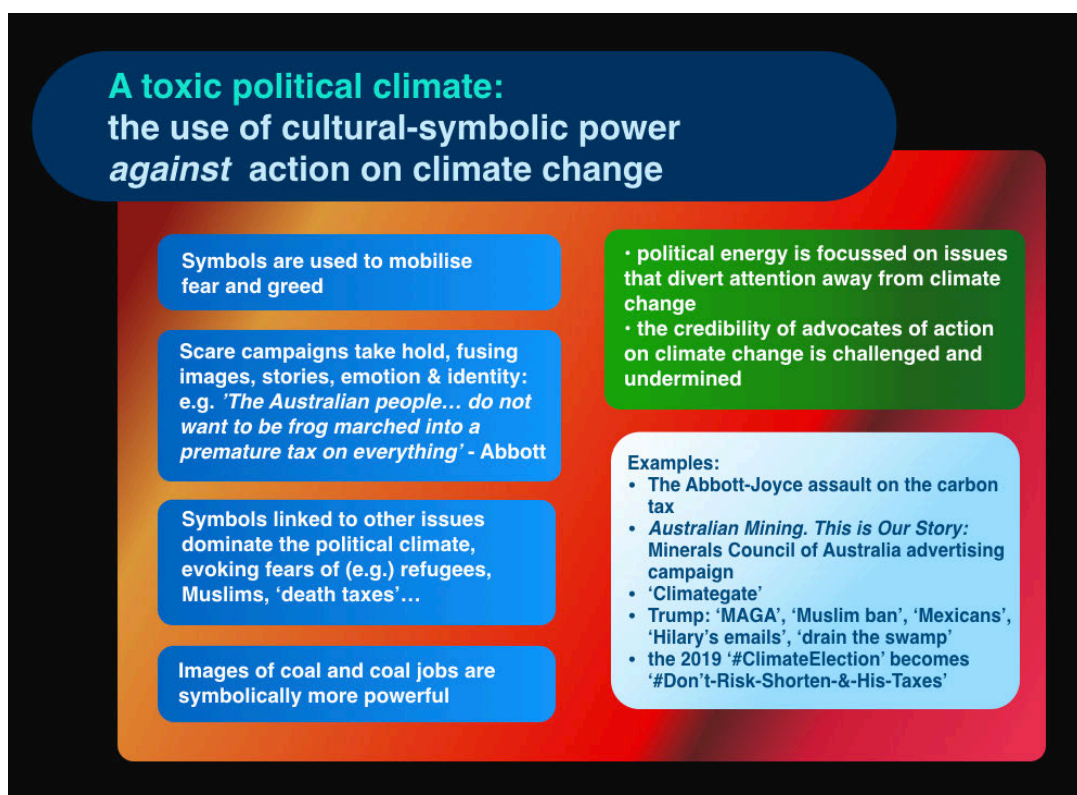 A toxic political climate:
the use of cultural-symbolic power
against action on climate change
Symbols are used to mobilise
fear and greed
Scare campaigns take hold, fusing
images, stories, emotion & identity:
e.g. ’The Australian people… do not
want to be frog marched into a
premature tax on everything’ - Abbott
Symbols linked to other issues
dominate the political climate,
evoking fears of (e.g.) refugees,
Muslims, ‘death taxes’…
Images of coal and coal jobs are
symbolically more powerful
• political energy is focussed on issues
that divert attention away from climate
change
• the credibility of advocates of action
on climate change is challenged and
undermined
Examples:
• The Abbott-Joyce assault on the carbon
tax
• Australian Mining. This is Our Story:
Minerals Council of Australia advertising
campaign
• ‘Climategate’
• Trump: ‘MAGA’, ‘Muslim ban’, ‘Mexicans’,
‘Hilary’s emails’, ‘drain the swamp’
• the 2019 ‘#ClimateElection’ becomes
‘#Don’t-Risk-Shorten-&-His-Taxes’